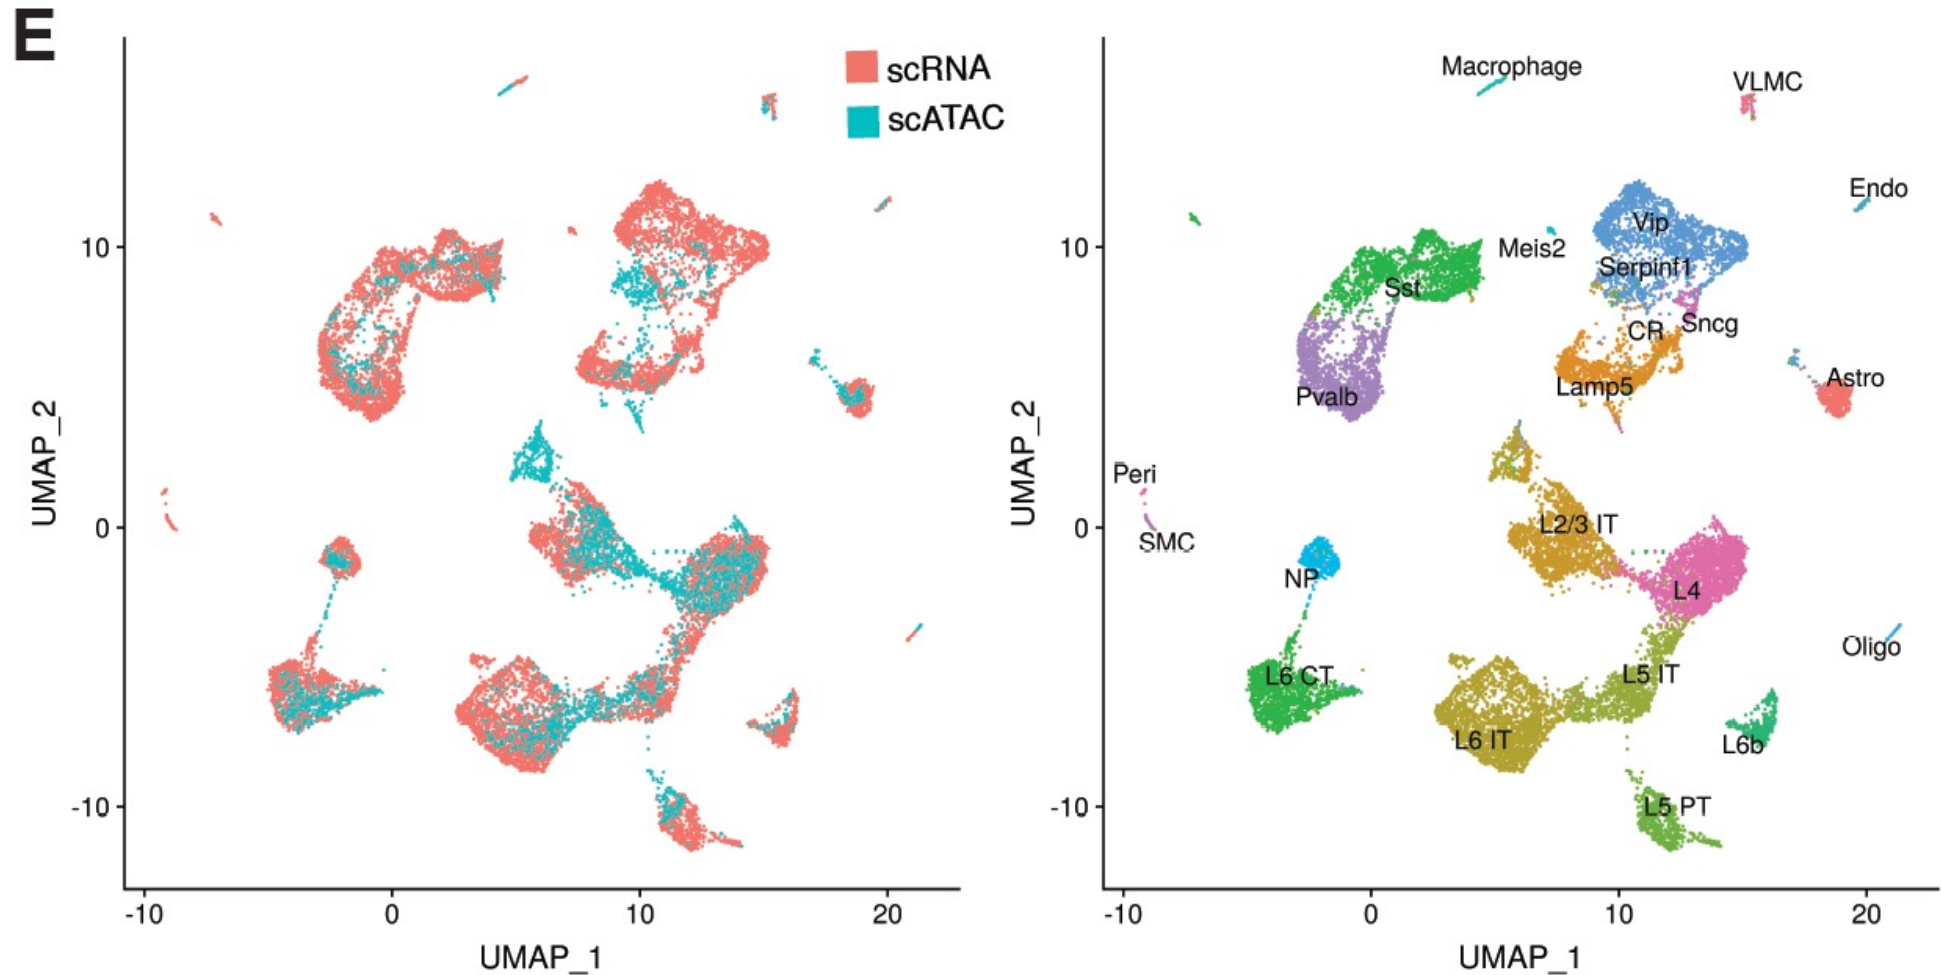 E
scRNA
scATAC
UMAP_2
10
0
-10
-10
0
10
20
UMAP_1
Macrophage
VLMC
Endo
Vip
Meis2
Serpinf1
Sst
CR
Sncg
Lamp5
Astro
Pvalb
Peri
SMC
L2/3 IT
NP
L4
Oligo
L6 CT
L5 IT
L6 IT
L6b
L5 PT
UMAP_2
10
0
-10
-10
0
10
20
UMAP_1